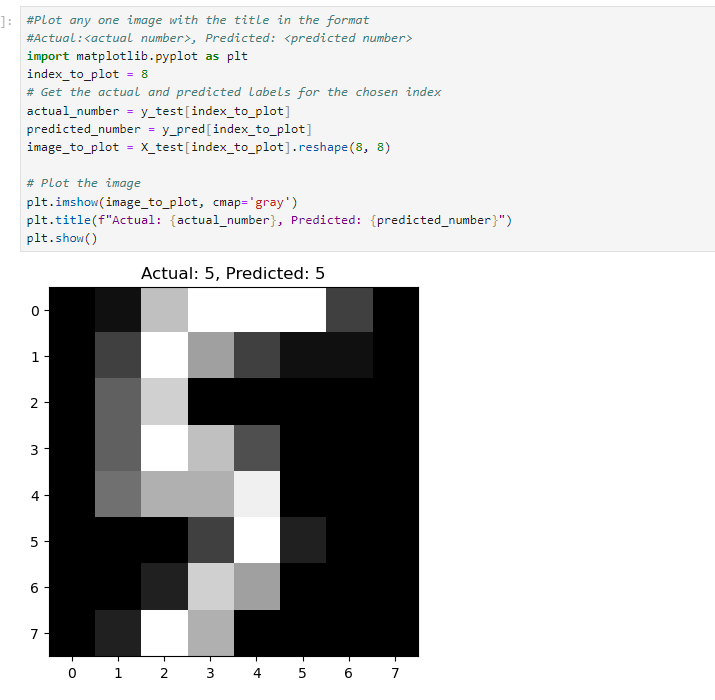 ]:
#Plot any one image with the title in the format
#Actual:<actual number>, Predicted: <predicted number>
import matplotlib.pyplot as plt
index_to_plot = 8
# Get the actual and predicted labels for the chosen index
actual_number = y_test[index_to_plot]
predicted_number = y_pred[index_to_plot]
image_to_plot = X_test[index_to_plot].reshape(8, 8)
# Plot the image
plt.imshow(image_to_plot, cmap='gray')
plt.title(f"Actual: {actual_number}, Predicted: {predicted_number}")
plt.show()
Actual: 5, Predicted: 5
0
1
2
3
4
5
6
7
0 1 2 3 4 5 6 7